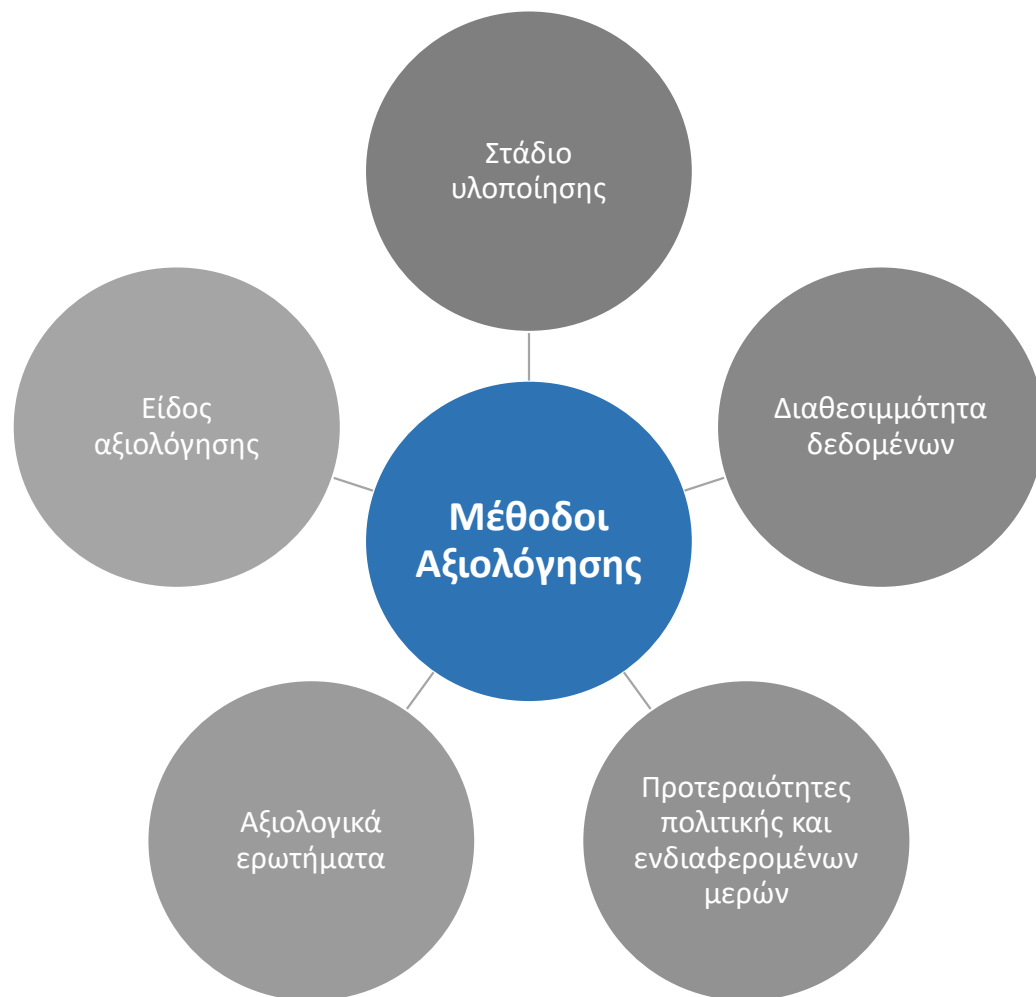 Στάδιο
υλοποίησης
Είδος
αξιολόγησης
Διαθεσιμμότητα
δεδομένων
Μέθοδοι
Αξιολόγησης
Αξιολογικά
ερωτήματα
Προτεραιότητες
πολιτικής και
ενδιαφερομένων
μερών